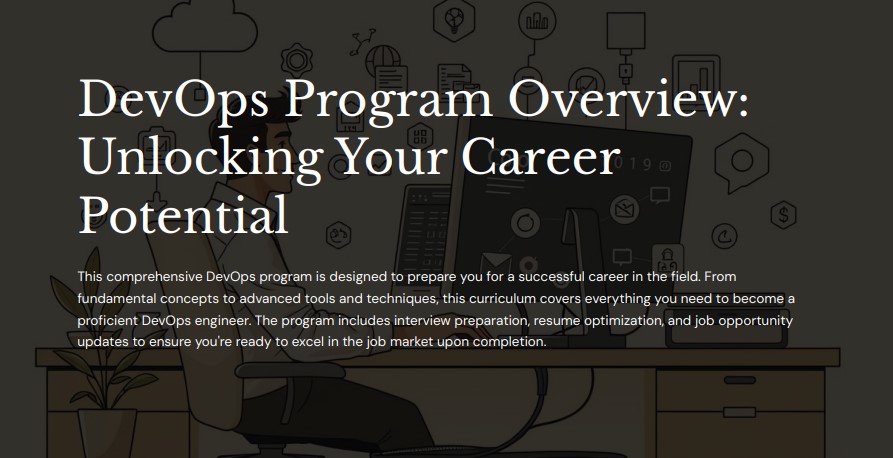 DevOps Program Overview:
Unlocking Your Career
Potential
This comprehensive DevOps program is designed to prepare you for a successful career in the field. From
fundamental concepts to advanced tools and techniques, this curriculum covers everything you need to become a
proficient DevOps engineer. The program includes interview preparation, resume optimization, and job opportunity
updates to ensure you're ready to excel in the job market upon completion.